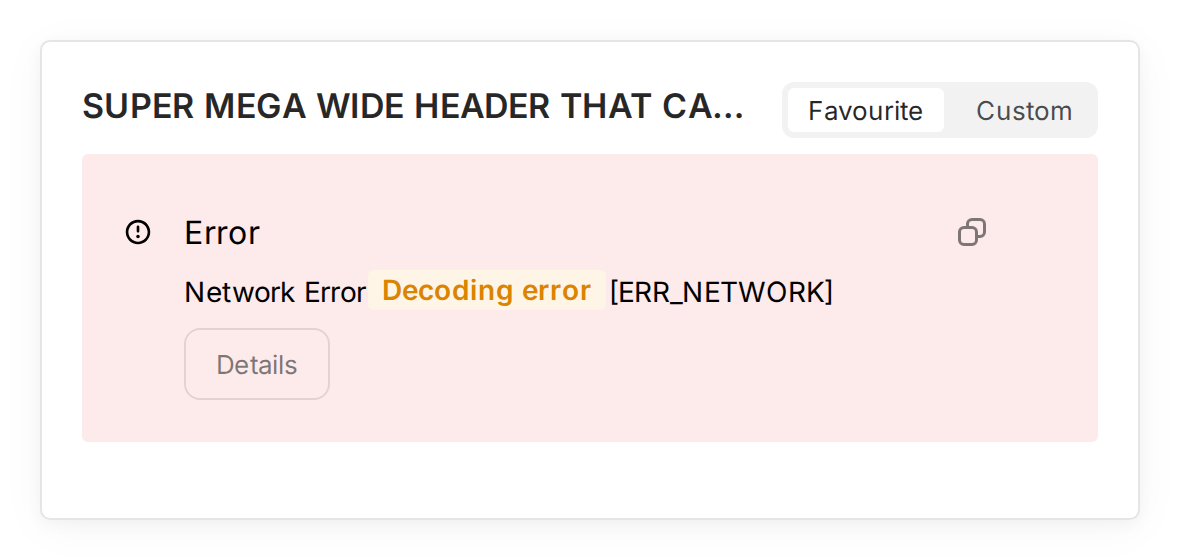 SUPER MEGA WIDE HEADER THAT CA...
Favourite
Custom
Error
Network Error Decoding error [ERR_NETWORK]
Details